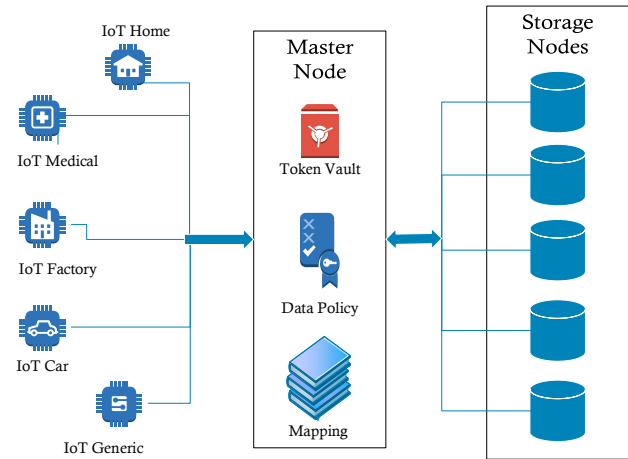 IoT Home
IoT Medical
IoT Factory
IoT Car
IoT Generic
Master
Node
Token Vault
Data Policy
Mapping
Storage
Nodes